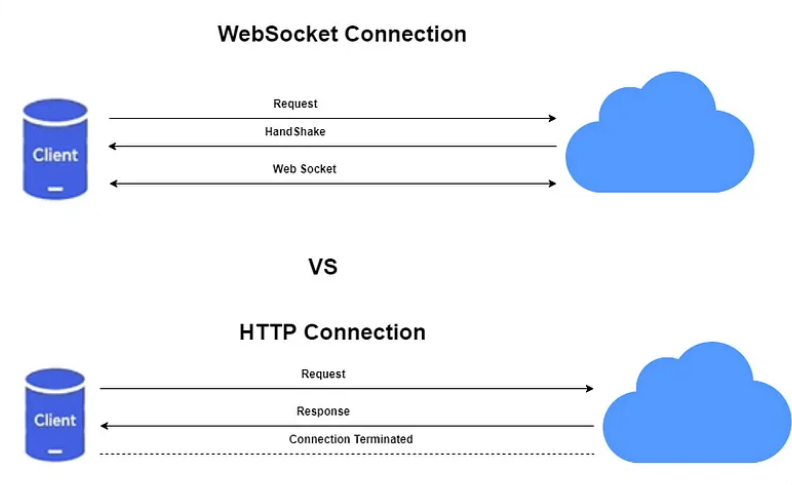 WebSocket Connection
Request
HandShake
Client
Web Socket
VS
HTTP Connection
Request
Response
Client
Connection Terminated